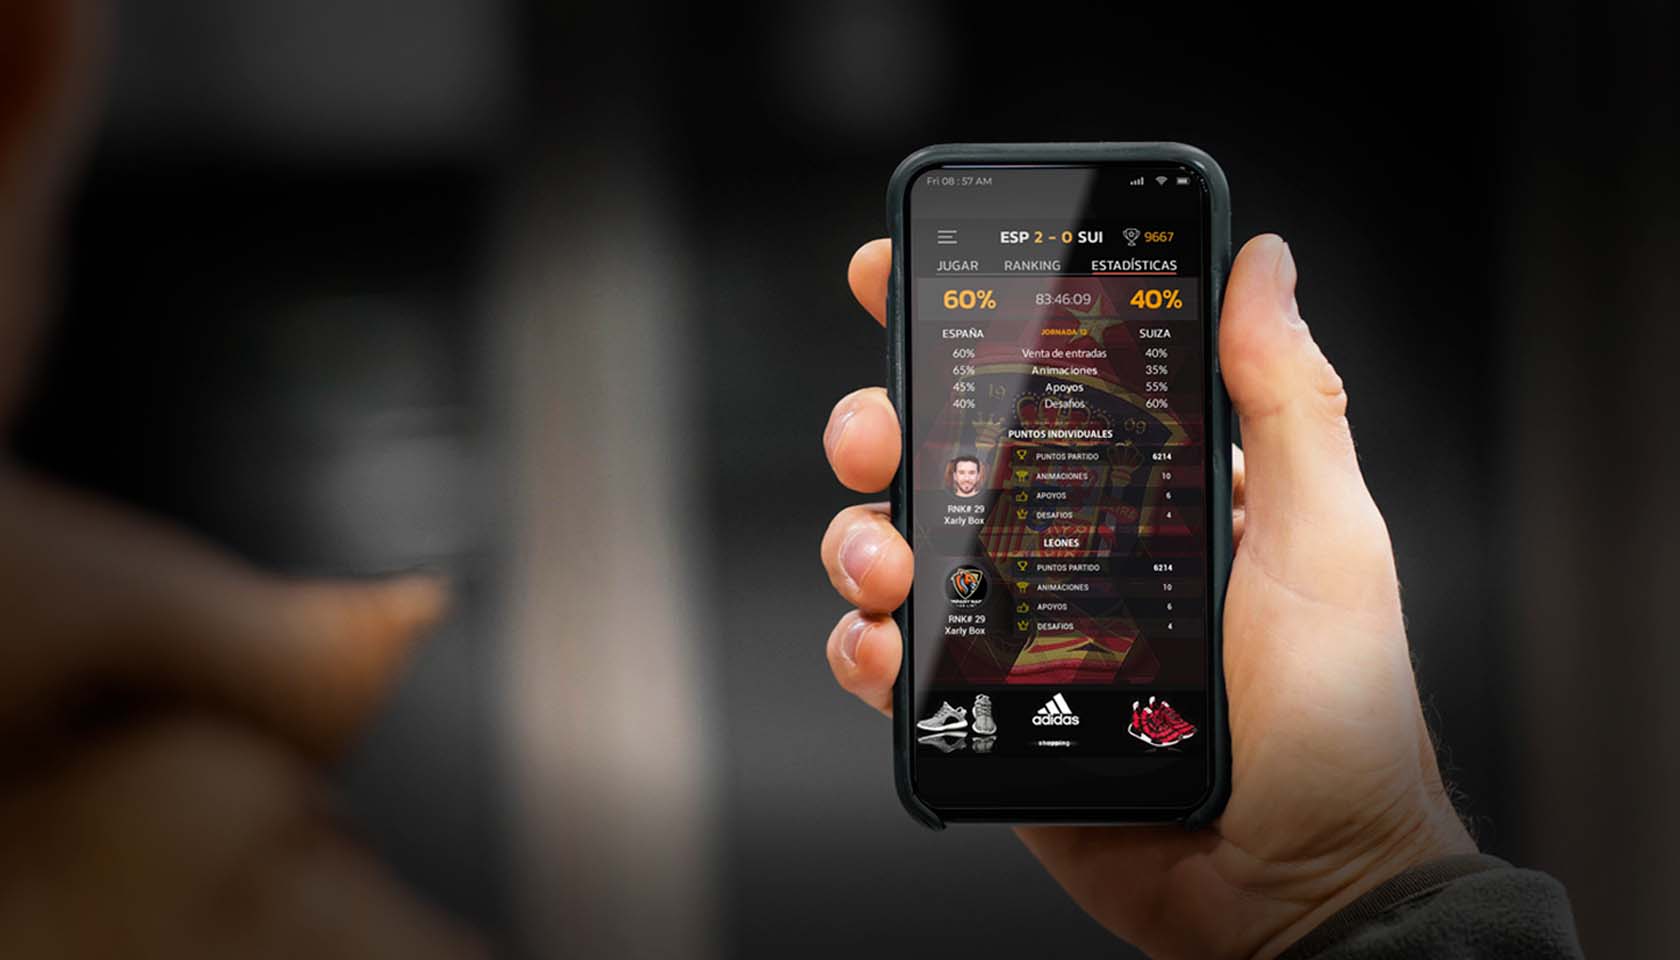 Fri 08 : 57 AM
ESP 2 - 0 SUI 9667
JUGAR RANKING ESTADÍSTICAS
60% 83:46:09 40%
ESPAÑA JORNADA 12 SUIZA
60% Venta de entradas 40%
65% Animaciones 35%
45% Apoyos 55%
40% Desafios 60%
19 09
PUNTOS INDIVIDUALES
PUNTOS PARTIDO 6214
ANIMACIONES 10
APOYOS 6
DESAFIOS 4
RNK# 29
Xarly Box
LEONES
PUNTOS PARTIDO 6214
ANIMACIONES 10
APOYOS 6
DESAFIOS 4
RNK# 29
Xarly Box
adidas
shopping